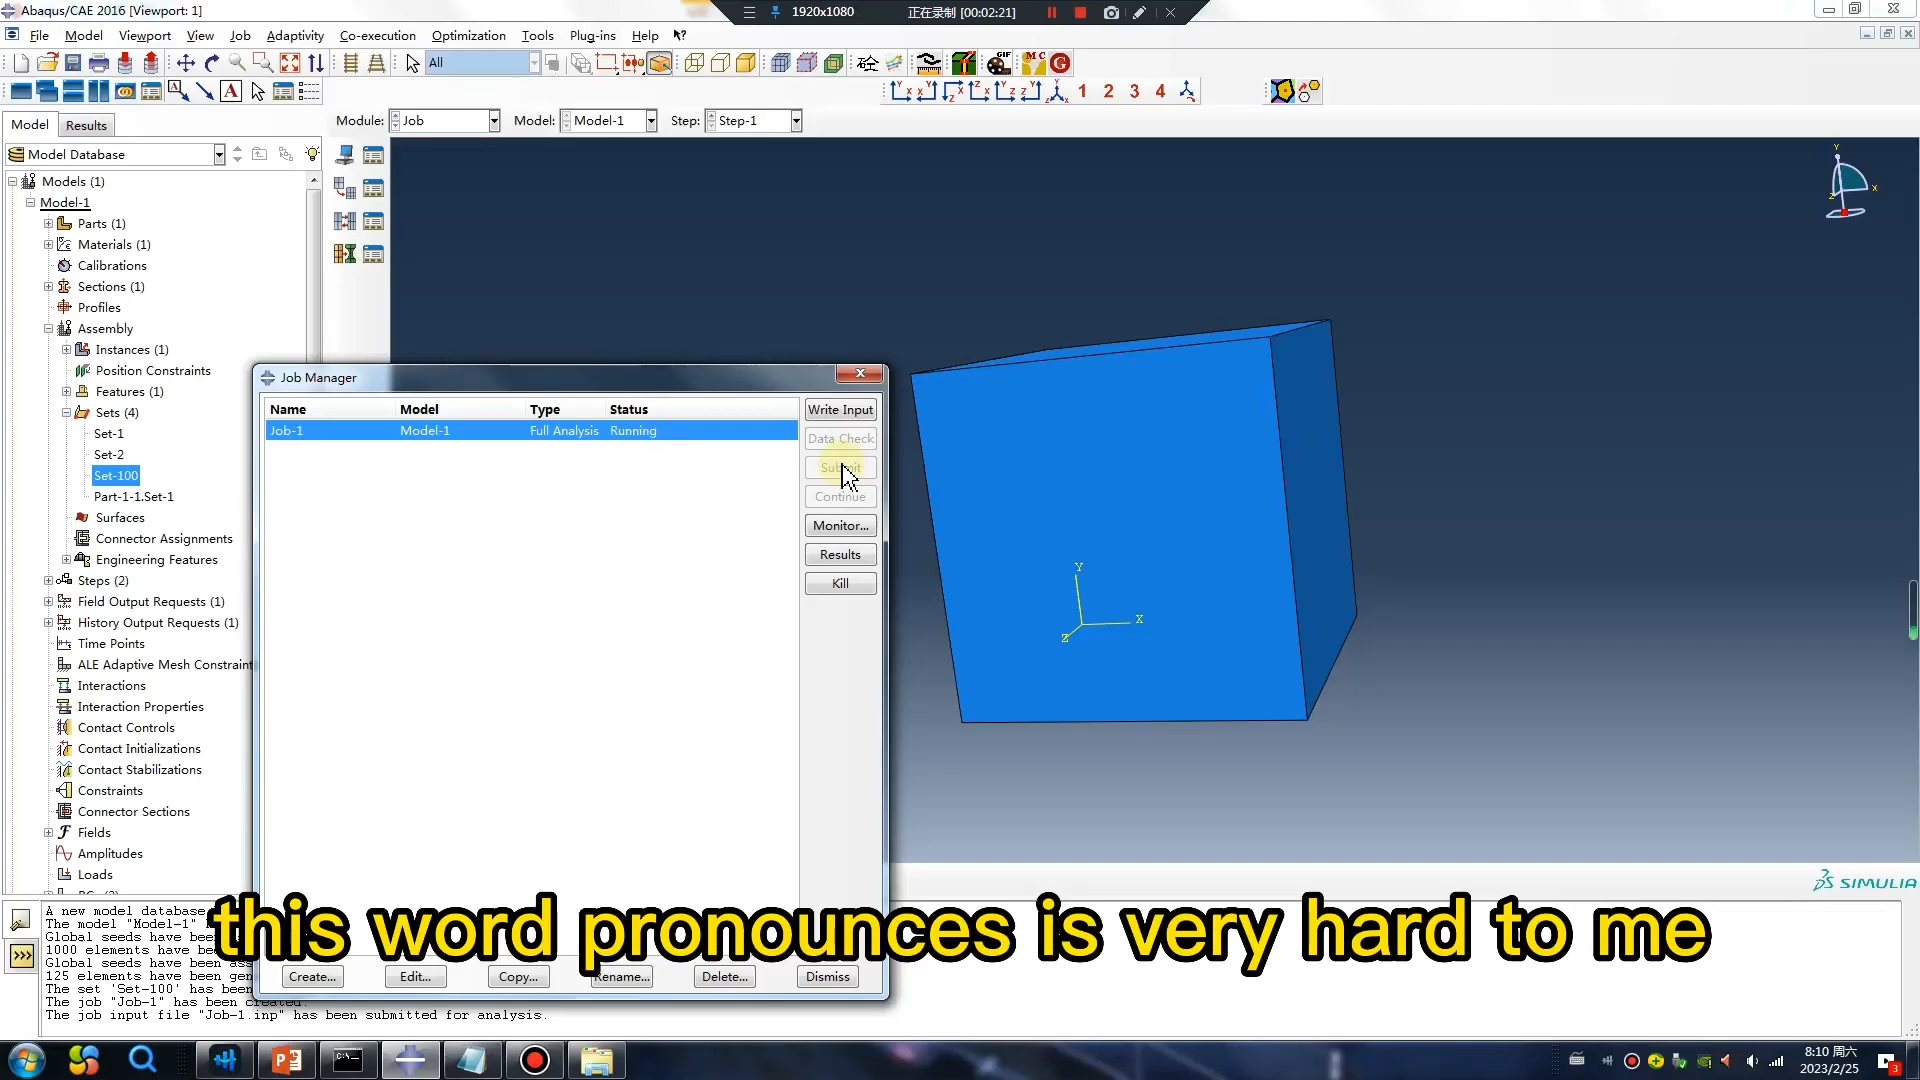 Abaqus/CAE 2016 [Viewport: 1]
1920x1080
正在录制 [00:02:21]
File Model Viewport View Job Adaptivity Co-execution Optimization Tools Plug-ins Help
All
GIF
M C G
1 2 3 4
Model Results
Module: Job Model: Model-1 Step: Step-1
Model Database
Models (1)
Model-1
Parts (1)
Materials (1)
Calibrations
Sections (1)
Profiles
Assembly
Instances (1)
Position Constraints
Features (1)
Sets (4)
Set-1
Set-2
Set-100
Part-1-1.Set-1
Surfaces
Connector Assignments
Engineering Features
Steps (2)
Field Output Requests (1)
History Output Requests (1)
Time Points
ALE Adaptive Mesh Constraint
Interactions
Interaction Properties
Contact Controls
Contact Initializations
Contact Stabilizations
Constraints
Connector Sections
Fields
Amplitudes
Loads
Job Manager
Name Model Type Status
Job-1 Model-1 Full Analysis Running
Write Input
Data Check
Submit
Continue
Monitor...
Results
Kill
Create... Edit... Copy... Rename... Delete... Dismiss
Y
X
Z
Y
X
Z
SIMULIA
this word pronounces is very hard to me
A new model database
The model "Model-1"
Global seeds have been
1000 elements have been
Global seeds have been
125 elements have been
The set 'Set-100' has been
The job "Job-1" has been created.
The job input file "Job-1.inp" has been submitted for analysis.
8:10 周六
2023/2/25
3